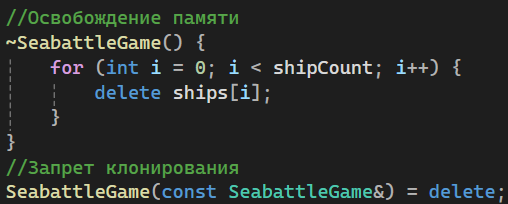 //Освобождение памяти
~SeabattleGame() {
    for (int i = 0; i < shipCount; i++) {
        delete ships[i];
    }
}
//Запрет клонирования
SeabattleGame(const SeabattleGame&) = delete;